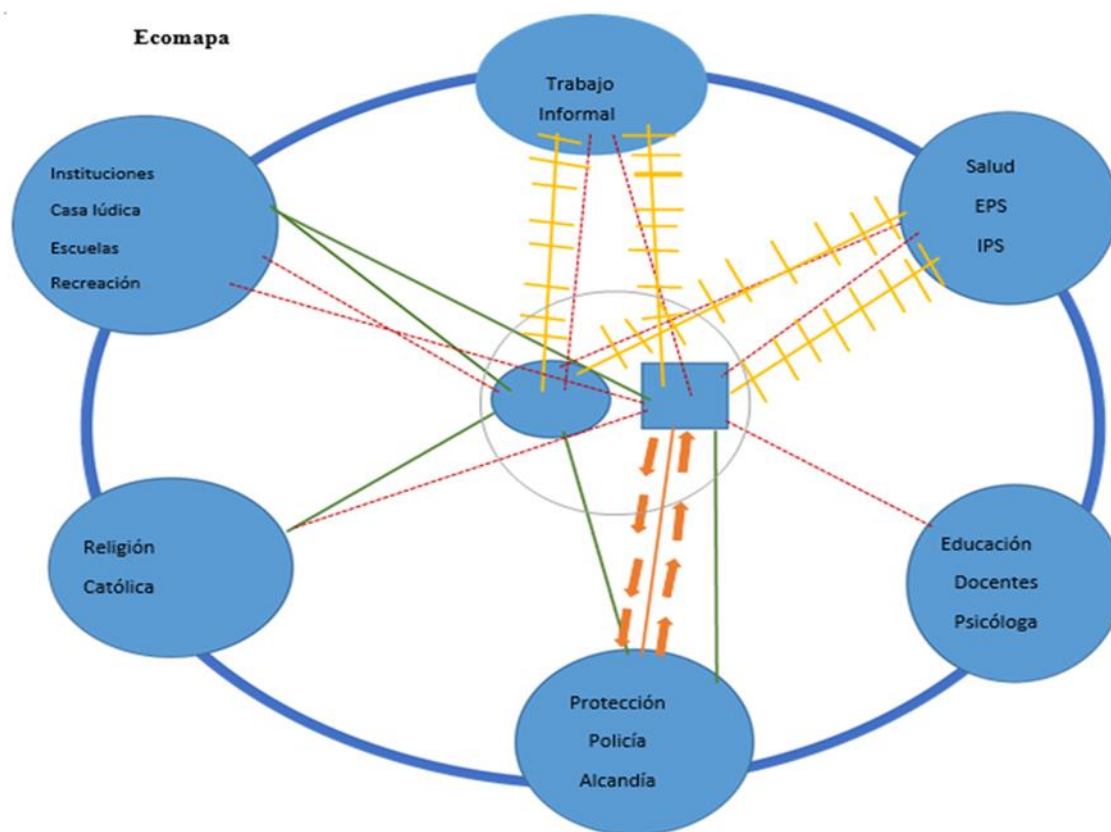 Ecomapa
Trabajo
Informal
Instituciones
Casa lúdica
Escuelas
Recreación
Salud
EPS
IPS
Religión
Católica
Educación
Docentes
Psicóloga
Protección
Policía
Alcandía